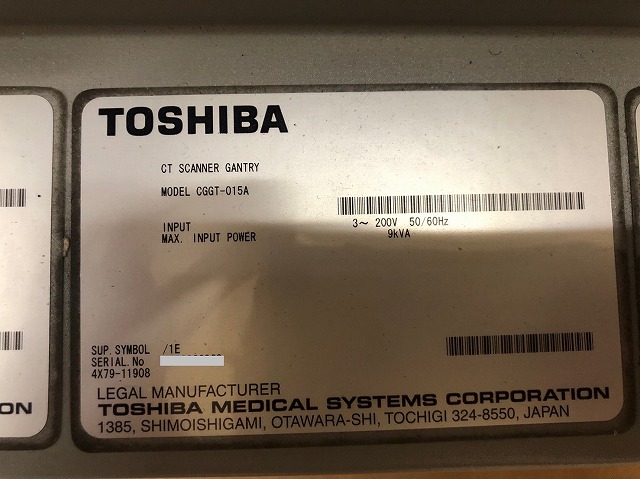 TOSHIBA
CT SCANNER GANTRY
MODEL CGGT-015A
INPUT 3～ 200V 50/60Hz
MAX. INPUT POWER 9kVA
SUP. SYMBOL /1E
SERIAL. No
4X79-11908
LEGAL MANUFACTURER
TOSHIBA MEDICAL SYSTEMS CORPORATION
1385, SHIMOISHIGAMI, OTAWARA-SHI, TOCHIGI 324-8550, JAPAN
ON